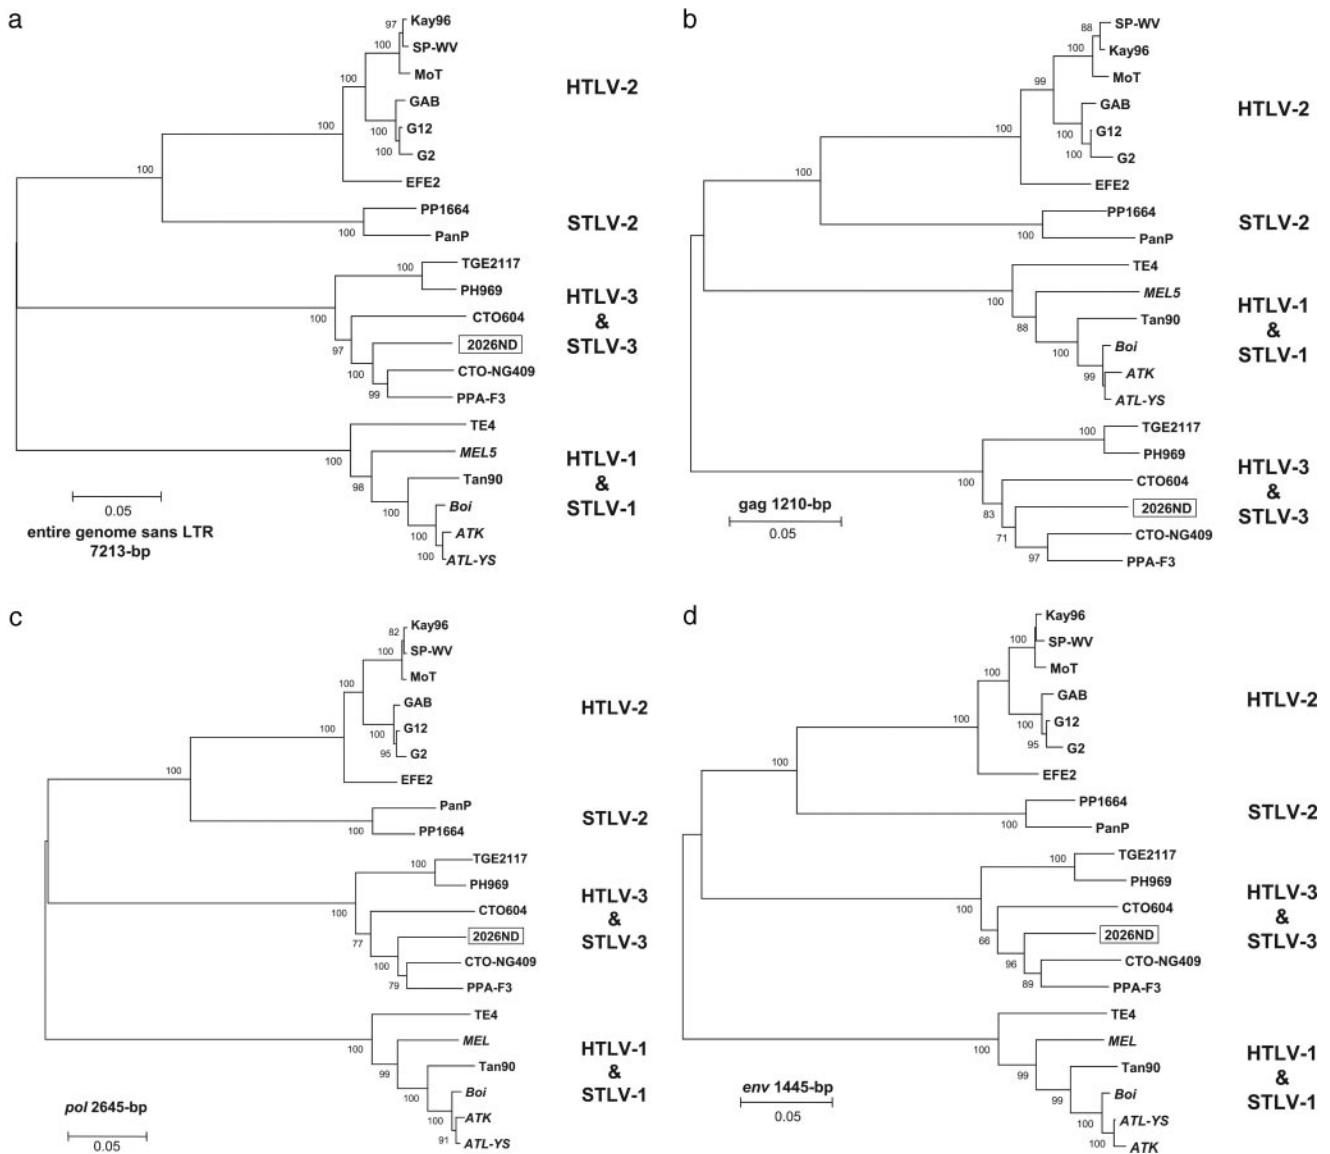 a
97
Kay96
SP-WV
100
MoT
100
GAB
100
G12
100
G2
100
EFE2
100
PP1664
100
PanP
HTLV-2
STLV-2
100
TGE2117
PH969
100
CTO604
97
2026ND
100
CTO-NG409
99
PPA-F3
HTLV-3
&
STLV-3
TE4
100
MEL5
98
Tan90
100
Boi
ATK
100
ATL-YS
HTLV-1
&
STLV-1
0.05
entire genome sans LTR
7213-bp
b
88
SP-WV
100
Kay96
MoT
99
GAB
100
G12
100
G2
100
EFE2
100
PP1664
100
PanP
HTLV-2
STLV-2
TE4
100
MEL5
88
Tan90
100
Boi
99
ATK
ATL-YS
HTLV-1
&
STLV-1
100
TGE2117
PH969
100
CTO604
83
2026ND
71
CTO-NG409
97
PPA-F3
HTLV-3
&
STLV-3
gag 1210-bp
0.05
c
82
Kay96
100
SP-WV
MoT
100
GAB
100
G12
95
G2
100
EFE2
100
PanP
100
PP1664
HTLV-2
STLV-2
100
TGE2117
PH969
100
CTO604
77
2026ND
100
CTO-NG409
79
PPA-F3
HTLV-3
&
STLV-3
TE4
100
MEL
99
Tan90
100
Boi
ATK
91
ATL-YS
HTLV-1
&
STLV-1
pol 2645-bp
0.05
d
Kay96
100
SP-WV
MoT
100
GAB
100
G12
95
G2
100
EFE2
100
PP1664
100
PanP
HTLV-2
STLV-2
100
TGE2117
PH969
100
CTO604
66
2026ND
96
CTO-NG409
89
PPA-F3
HTLV-3
&
STLV-3
TE4
100
MEL
99
Tan90
99
Boi
100
ATL-YS
100
ATK
HTLV-1
&
STLV-1
env 1445-bp
0.05